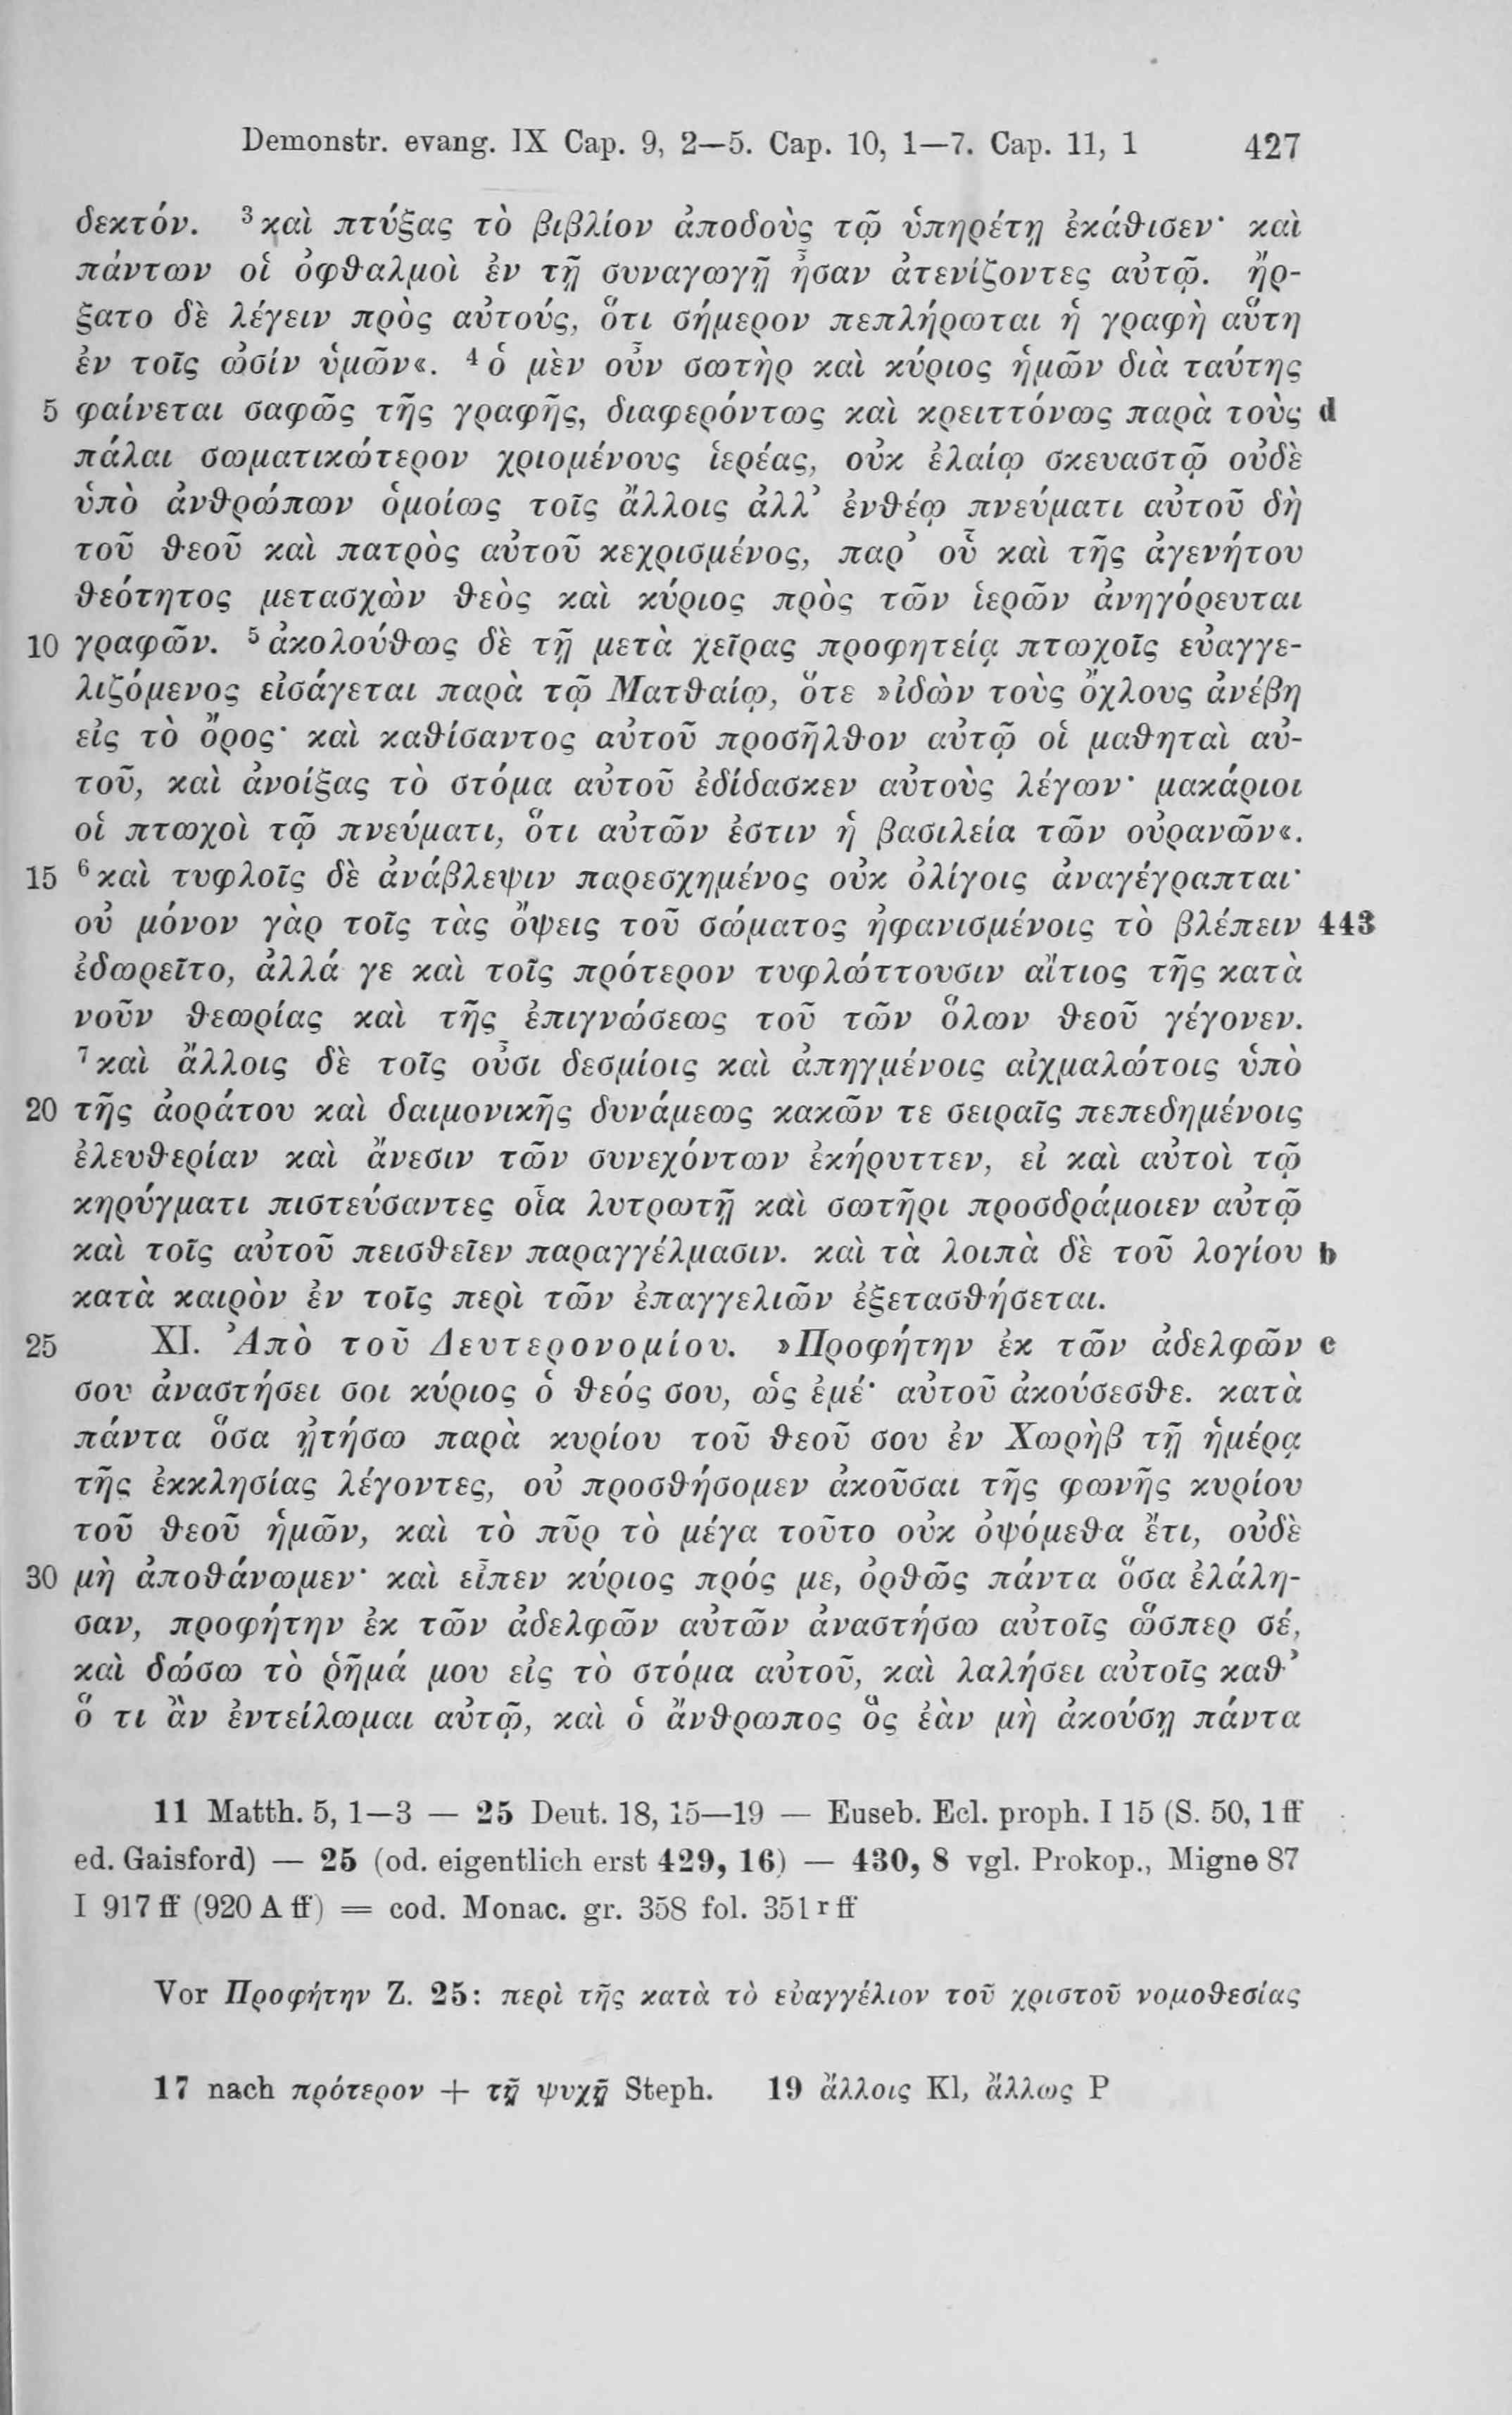 Demonstr. evang. IX Cap. 9, 2—5. Cap. 10, 1—7. Cap. 11, 1 427
δεκτόν. ³ καὶ πτύξας τὸ βιβλίον ἀποδοὺς τῷ ὑπηρέτῃ ἐκάθισεν· καὶ
πάντων οἱ ὀφθαλμοὶ ἐν τῇ συναγωγῇ ἦσαν ἀτενίζοντες αὐτῷ. ἤρ-
ξατο δὲ λέγειν πρὸς αὐτούς, ὅτι σήμερον πεπλήρωται ἡ γραφὴ αὕτη
ἐν τοῖς ὠσὶν ὑμῶν«. ⁴ ὁ μὲν οὖν σωτὴρ καὶ κύριος ἡμῶν διὰ ταύτης
5 φαίνεται σαφῶς τῆς γραφῆς, διαφερόντως καὶ κρειττόνως παρὰ τοὺς d
πάλαι σωματικώτερον χριομένους ἱερέας, οὐκ ἐλαίῳ σκευαστῷ οὐδὲ
ὑπὸ ἀνθρώπων ὁμοίως τοῖς ἄλλοις ἀλλ’ ἐνθέῳ πνεύματι αὐτοῦ δὴ
τοῦ θεοῦ καὶ πατρὸς αὐτοῦ κεχρισμένος, παρ’ οὗ καὶ τῆς ἀγενήτου
θεότητος μετασχὼν θεὸς καὶ κύριος πρὸς τῶν ἱερῶν ἀνηγόρευται
10 γραφῶν. ⁵ ἀκολούθως δὲ τῇ μετὰ χεῖρας προφητείᾳ πτωχοῖς εὐαγγε-
λιζόμενος εἰσάγεται παρὰ τῷ Ματθαίῳ, ὅτε »ἰδὼν τοὺς ὄχλους ἀνέβη
εἰς τὸ ὄρος· καὶ καθίσαντος αὐτοῦ προσῆλθον αὐτῷ οἱ μαθηταὶ αὐ-
τοῦ, καὶ ἀνοίξας τὸ στόμα αὐτοῦ ἐδίδασκεν αὐτοὺς λέγων· μακάριοι
οἱ πτωχοὶ τῷ πνεύματι, ὅτι αὐτῶν ἐστιν ἡ βασιλεία τῶν οὐρανῶν«.
15 ⁶ καὶ τυφλοῖς δὲ ἀνάβλεψιν παρεσχημένος οὐκ ὀλίγοις ἀναγέγραπται·
οὐ μόνον γὰρ τοῖς τὰς ὄψεις τοῦ σώματος ἠφανισμένοις τὸ βλέπειν 443
ἐδωρεῖτο, ἀλλά γε καὶ τοῖς πρότερον τυφλώττουσιν αἴτιος τῆς κατὰ
νοῦν θεωρίας καὶ τῆς ἐπιγνώσεως τοῦ τῶν ὅλων θεοῦ γέγονεν.
⁷ καὶ ἄλλοις δὲ τοῖς οὖσι δεσμίοις καὶ ἀπηγμένοις αἰχμαλώτοις ὑπὸ
20 τῆς ἀοράτου καὶ δαιμονικῆς δυνάμεως κακῶν τε σειραῖς πεπεδημένοις
ἐλευθερίαν καὶ ἄνεσιν τῶν συνεχόντων ἐκήρυττεν, εἰ καὶ αὐτοὶ τῷ
κηρύγματι πιστεύσαντες οἷα λυτρωτῇ καὶ σωτῆρι προσδράμοιεν αὐτῷ
καὶ τοῖς αὐτοῦ πεισθεῖεν παραγγέλμασιν. καὶ τὰ λοιπὰ δὲ τοῦ λογίου b
κατὰ καιρὸν ἐν τοῖς περὶ τῶν ἐπαγγελιῶν ἐξετασθήσεται.
25 XI. Ἀπὸ τοῦ Δευτερονομίου. »Προφήτην ἐκ τῶν ἀδελφῶν c
σου ἀναστήσει σοι κύριος ὁ θεός σου, ὡς ἐμέ· αὐτοῦ ἀκούσεσθε. κατὰ
πάντα ὅσα ᾐτήσω παρὰ κυρίου τοῦ θεοῦ σου ἐν Χωρὴβ τῇ ἡμέρᾳ
τῆς ἐκκλησίας λέγοντες, οὐ προσθήσομεν ἀκοῦσαι τῆς φωνῆς κυρίου
τοῦ θεοῦ ἡμῶν, καὶ τὸ πῦρ τὸ μέγα τοῦτο οὐκ ὀψόμεθα ἔτι, οὐδὲ
30 μὴ ἀποθάνωμεν· καὶ εἶπεν κύριος πρός με, ὀρθῶς πάντα ὅσα ἐλάλη-
σαν, προφήτην ἐκ τῶν ἀδελφῶν αὐτῶν ἀναστήσω αὐτοῖς ὥσπερ σέ,
καὶ δώσω τὸ ῥῆμά μου εἰς τὸ στόμα αὐτοῦ, καὶ λαλήσει αὐτοῖς καθ’
ὅ τι ἂν ἐντείλωμαι αὐτῷ, καὶ ὁ ἄνθρωπος ὃς ἐὰν μὴ ἀκούσῃ πάντα
11 Matth. 5, 1—3 — 25 Deut. 18, 15—19 — Euseb. Ecl. proph. I 15 (S. 50, 1 ff
ed. Gaisford) — 25 (od. eigentlich erst 429, 16) — 430, 8 vgl. Prokop., Migne 87
I 917 ff (920 A ff) = cod. Monac. gr. 358 fol. 351 r ff
Vor Προφήτην Z. 25: περὶ τῆς κατὰ τὸ εὐαγγέλιον τοῦ χριστοῦ νομοθεσίας
17 nach πρότερον + τῇ ψυχῇ Steph. 19 ἄλλοις Kl, ἄλλως P